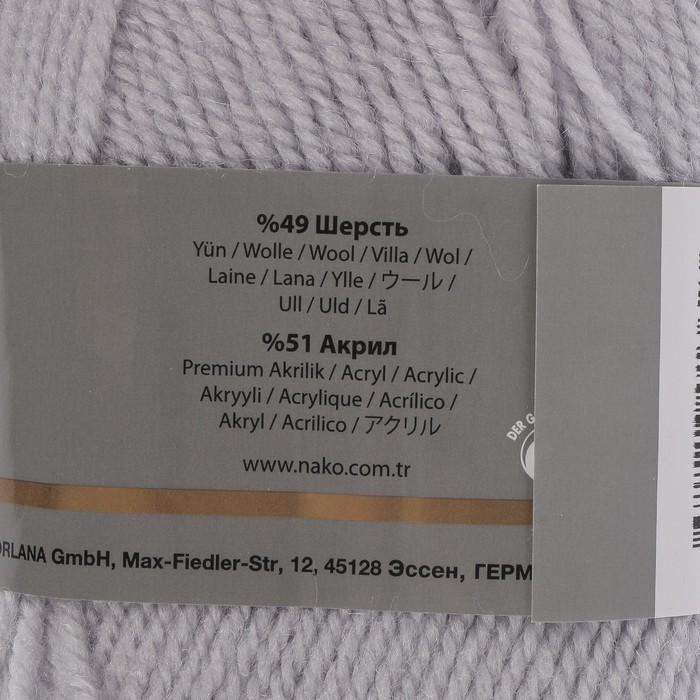 %49 Шерсть
Yün / Wolle / Wool / Villa / Wol /
Laine / Lana / Ylle / ウール /
Ull / Uld / Lã
%51 Акрил
Premium Akrilik / Acryl / Acrylic /
Akryyli / Acrylique / Acrílico /
Akryl / Acrilico / アクリル
DER G
www.nako.com.tr
ORLANA GmbH, Max-Fiedler-Str, 12, 45128 Эссен, ГЕРМ